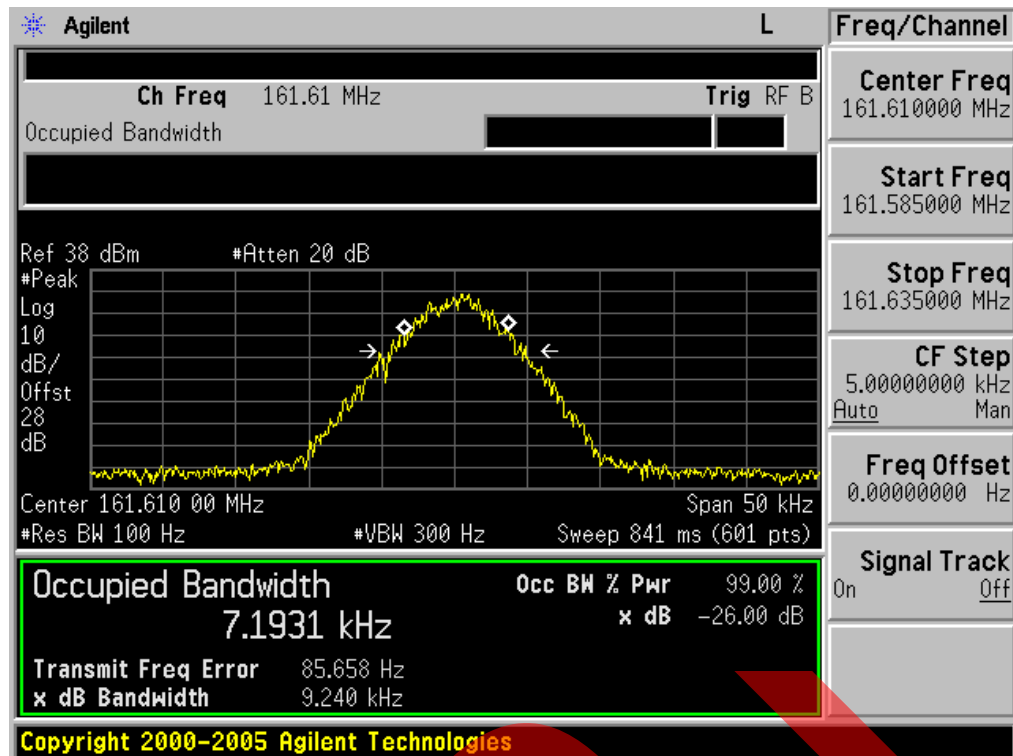 Agilent L Freq/Channel
Ch Freq 161.61 MHz Trig RF B
Occupied Bandwidth
Ref 38 dBm #Atten 20 dB
#Peak
Log
10
dB/
Offst
28
dB
Center 161.610 00 MHz Span 50 kHz
#Res BW 100 Hz #VBW 300 Hz Sweep 841 ms (601 pts)
Occupied Bandwidth
7.1931 kHz
Occ BW % Pwr 99.00 %
x dB -26.00 dB
Transmit Freq Error 85.658 Hz
x dB Bandwidth 9.240 kHz
Copyright 2000-2005 Agilent Technologies
Center Freq
161.610000 MHz
Start Freq
161.585000 MHz
Stop Freq
161.635000 MHz
CF Step
5.00000000 kHz
Auto Man
Freq Offset
0.00000000 Hz
Signal Track
On Off